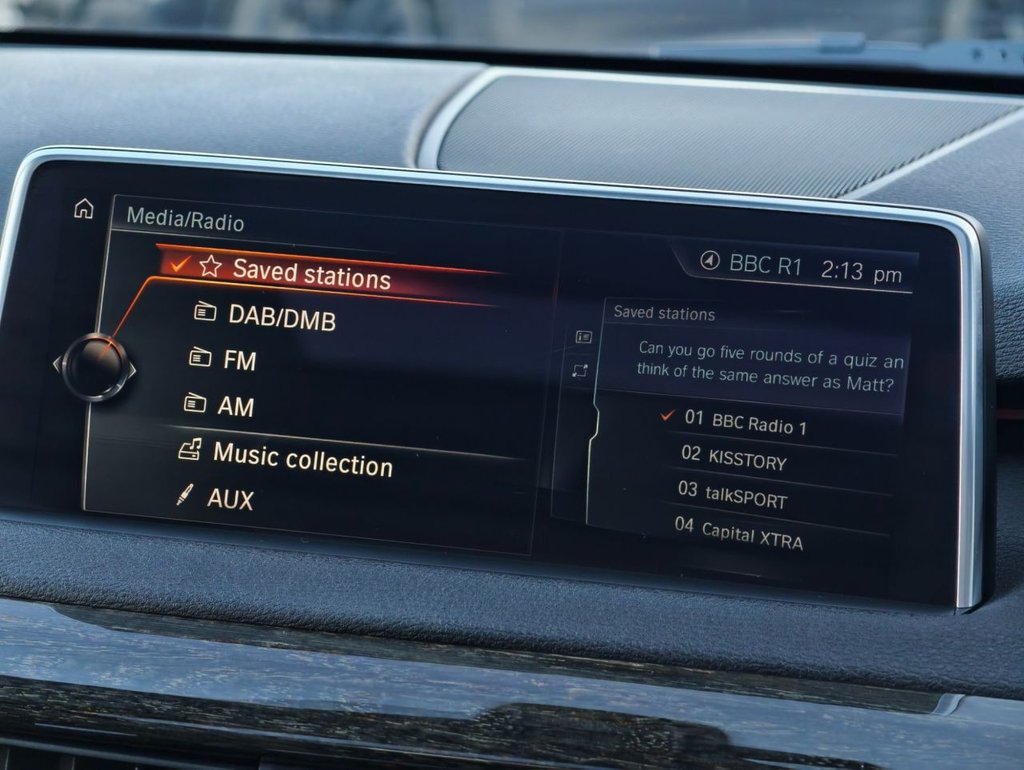 Media/Radio
Saved stations
DAB/DMB
FM
AM
Music collection
AUX
BBC R1 2:13 pm
Saved stations
Can you go five rounds of a quiz an
think of the same answer as Matt?
01 BBC Radio 1
02 KISSTORY
03 talkSPORT
04 Capital XTRA